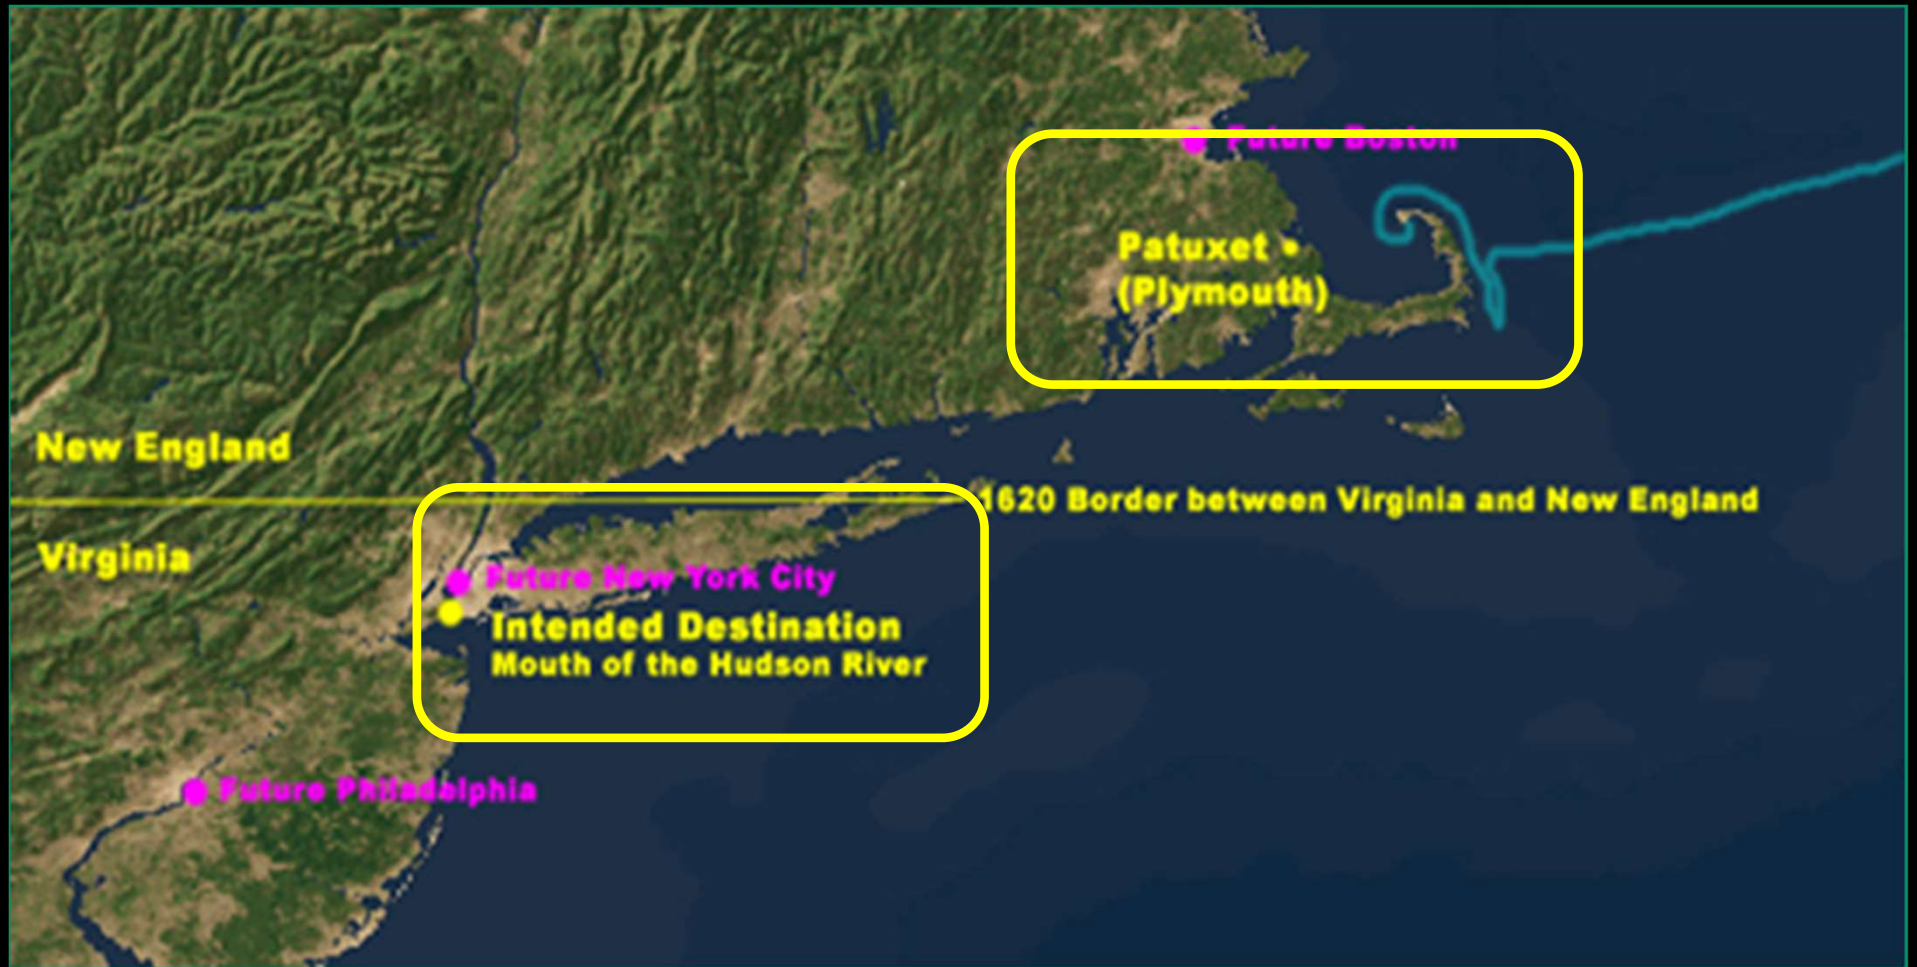 Future Boston
Patuxet
(Plymouth)
New England
1620 Border between Virginia and New England
Virginia
Future New York City
Intended Destination
Mouth of the Hudson River
Future Philadelphia